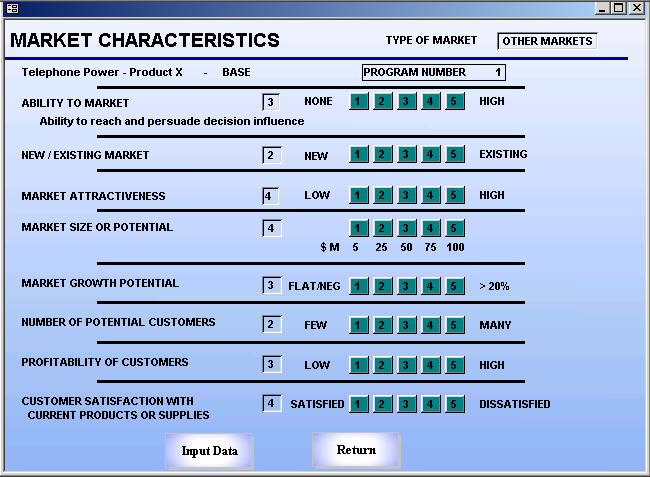 MARKET CHARACTERISTICS TYPE OF MARKET OTHER MARKETS
Telephone Power - Product X - BASE PROGRAM NUMBER 1
ABILITY TO MARKET 3 NONE 1 2 3 4 5 HIGH
Ability to reach and persuade decision influence
NEW / EXISTING MARKET 2 NEW 1 2 3 4 5 EXISTING
MARKET ATTRACTIVENESS 4 LOW 1 2 3 4 5 HIGH
MARKET SIZE OR POTENTIAL 4 1 2 3 4 5
$ M 5 25 50 75 100
MARKET GROWTH POTENTIAL 3 FLAT/NEG 1 2 3 4 5 > 20%
NUMBER OF POTENTIAL CUSTOMERS 2 FEW 1 2 3 4 5 MANY
PROFITABILITY OF CUSTOMERS 3 LOW 1 2 3 4 5 HIGH
CUSTOMER SATISFACTION WITH 4 SATISFIED 1 2 3 4 5 DISSATISFIED
CURRENT PRODUCTS OR SUPPLIES
Input Data Return